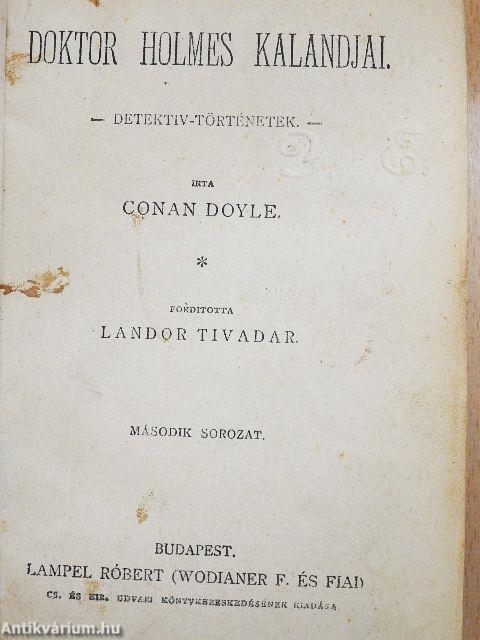 DOKTOR HOLMES KALANDJAI.
— DETEKTIV-TÖRTÉNETEK. —
IRTA
CONAN DOYLE.
*
FORDITOTTA
LANDOR TIVADAR.
MÁSODIK SOROZAT.
BUDAPEST.
LAMPEL RÓBERT (WODIANER F. ÉS FIAI)
CS. ÉS KIR. UDVARI KÖNYVKERESKEDÉSÉNEK KIADÁSA.
Antikvárium.hu